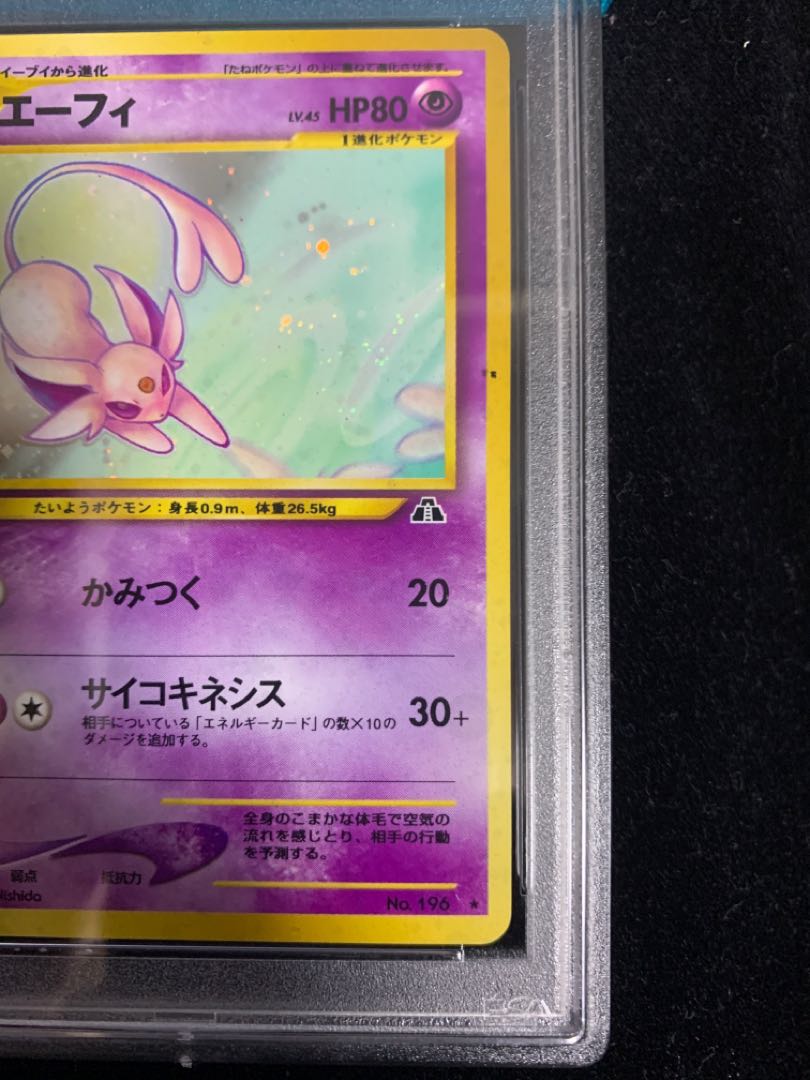 イーブイから進化 「たねポケモン」の上に重ねて進化させます。
エーフィ LV.45 HP80
1進化ポケモン
たいようポケモン：身長0.9m、体重26.5kg
かみつく 20
サイコキネシス 30+
相手についている「エネルギーカード」の数×10の
ダメージを追加する。
全身のこまかな体毛で空気の
流れを感じとり、相手の行動
を予測する。
弱点 抵抗力
Nishida No. 196 ★